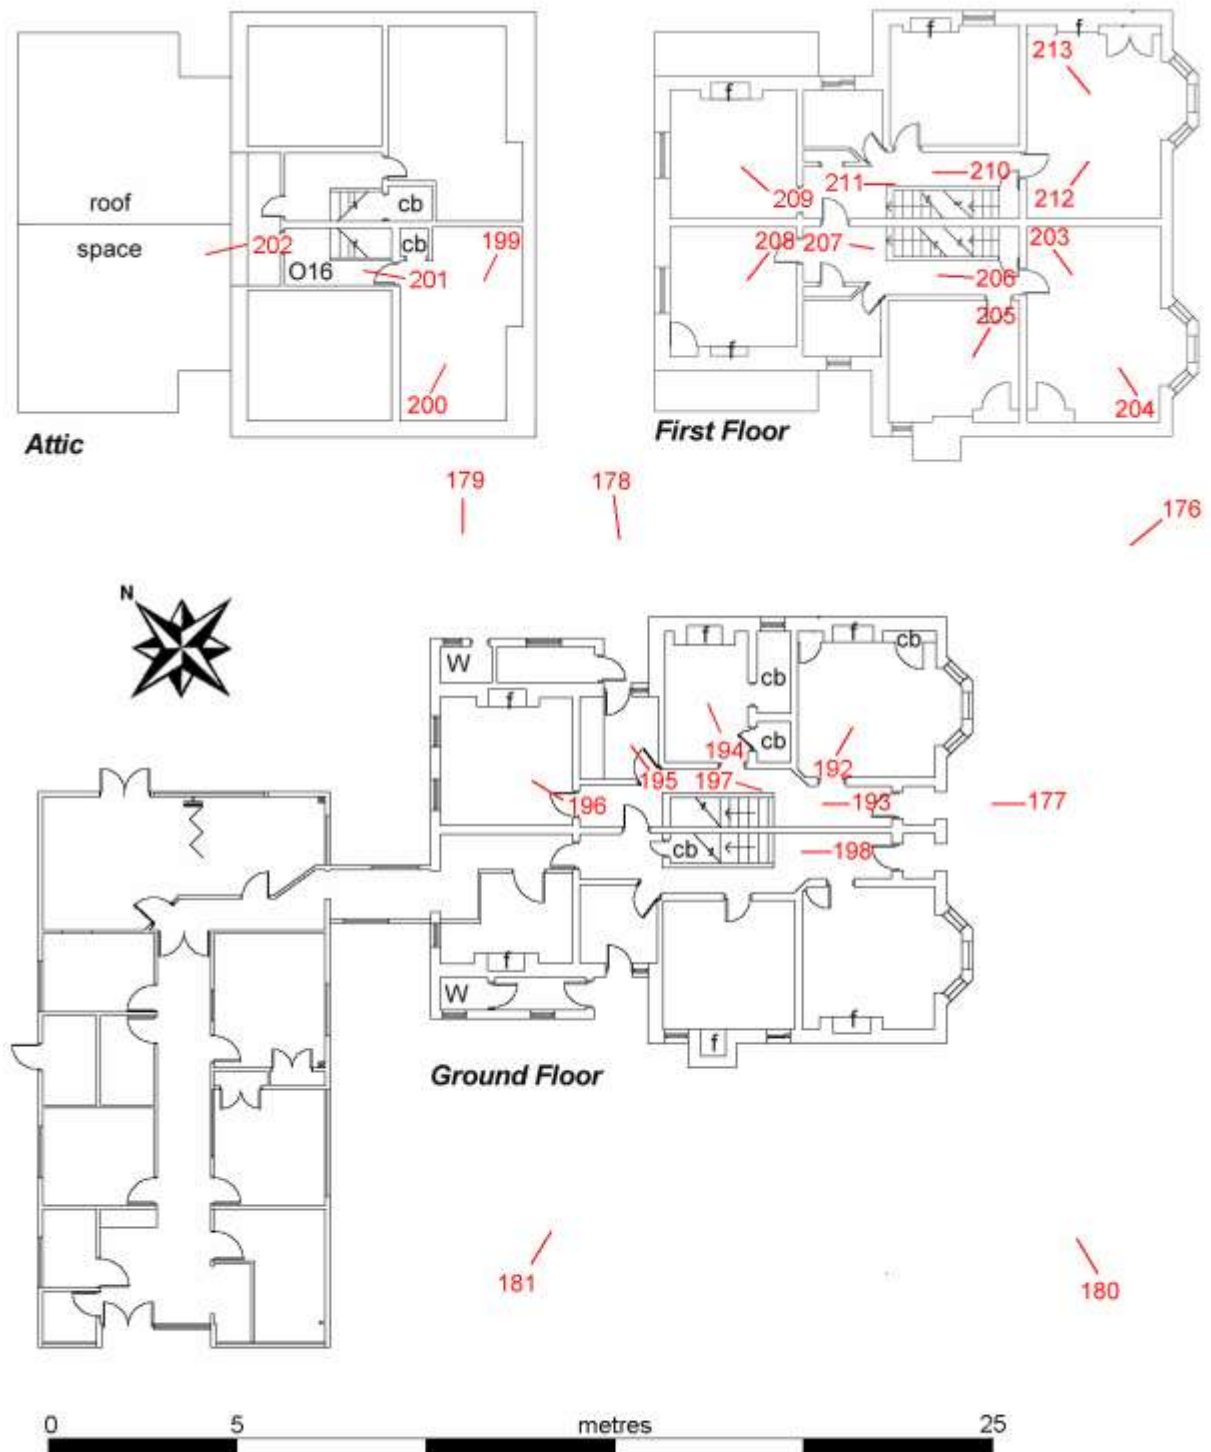 f
f
213
roof
cb
f
211
210
209
212
space
202
O16
cb
201
199
208
207
203
206
205
200
f
204
Attic
First Floor
179
178
176
N
W
f
cb
f
cb
f
cb
194
cb
192
195
197
196
193
177
cb
198
f
W
f
f
Ground Floor
181
180
0 5 metres 25